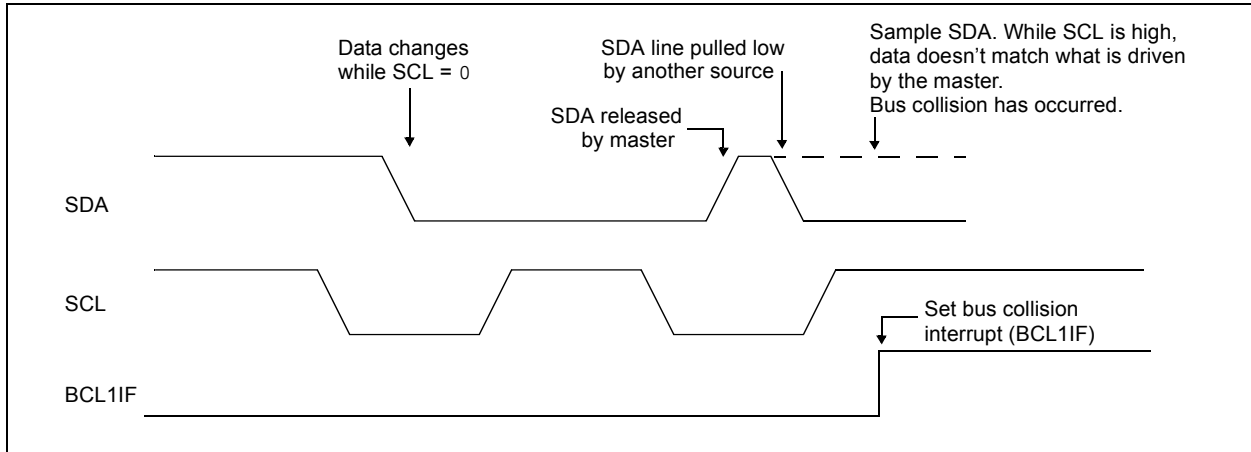 Data changes
while SCL = 0
SDA line pulled low
by another source
SDA released
by master
Sample SDA. While SCL is high,
data doesn’t match what is driven
by the master.
Bus collision has occurred.
SDA
SCL
Set bus collision
interrupt (BCL1IF)
BCL1IF